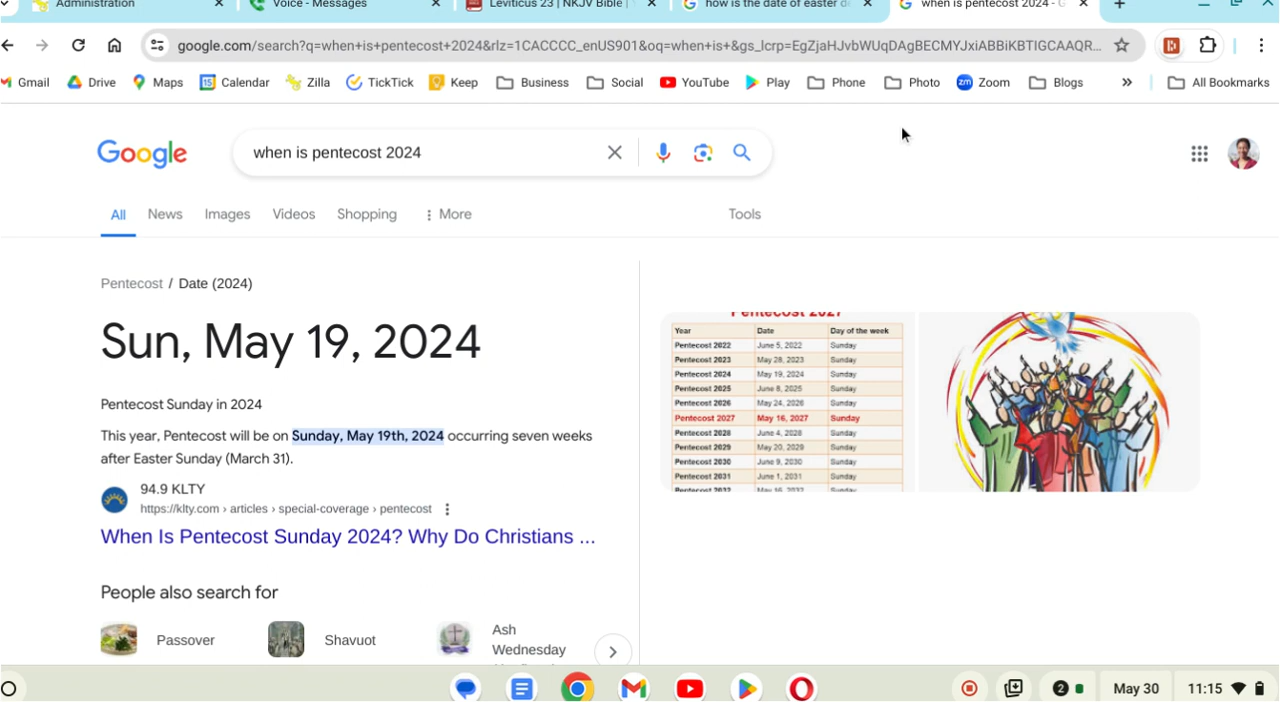 Administration
Voice - Messages
Leviticus 23 | NKJV Bible |
how is the date of easter d
when is pentecost 2024 - G
google.com/search?q=when+is+pentecost+2024&rlz=1CACCCC_enUS901&oq=when+is+&gs_lcrp=EgZjaHJvbWUqDAgBECMYJxiABBiKBTIGCAAQR...
Gmail Drive Maps Calendar Zilla TickTick Keep Business Social YouTube Play Phone Photo Zoom Blogs » All Bookmarks
Google
when is pentecost 2024
All News Images Videos Shopping More Tools
Pentecost / Date (2024)
Sun, May 19, 2024
Pentecost Sunday in 2024
This year, Pentecost will be on Sunday, May 19th, 2024 occurring seven weeks
after Easter Sunday (March 31).
94.9 KLTY
https://klty.com › articles › special-coverage › pentecost
When Is Pentecost Sunday 2024? Why Do Christians ...
People also search for
Passover
Shavuot
Ash
Wednesday
Pentecost 2027
Year Date Day of the week
Pentecost 2022 June 5, 2022 Sunday
Pentecost 2023 May 28, 2023 Sunday
Pentecost 2024 May 19, 2024 Sunday
Pentecost 2025 June 8, 2025 Sunday
Pentecost 2026 May 24, 2026 Sunday
Pentecost 2027 May 16, 2027 Sunday
Pentecost 2028 June 4, 2028 Sunday
Pentecost 2029 May 20, 2029 Sunday
Pentecost 2030 June 9, 2030 Sunday
Pentecost 2031 June 1, 2031 Sunday
Pentecost 2032 May 16, 2032 Sunday
2
May 30
11:15